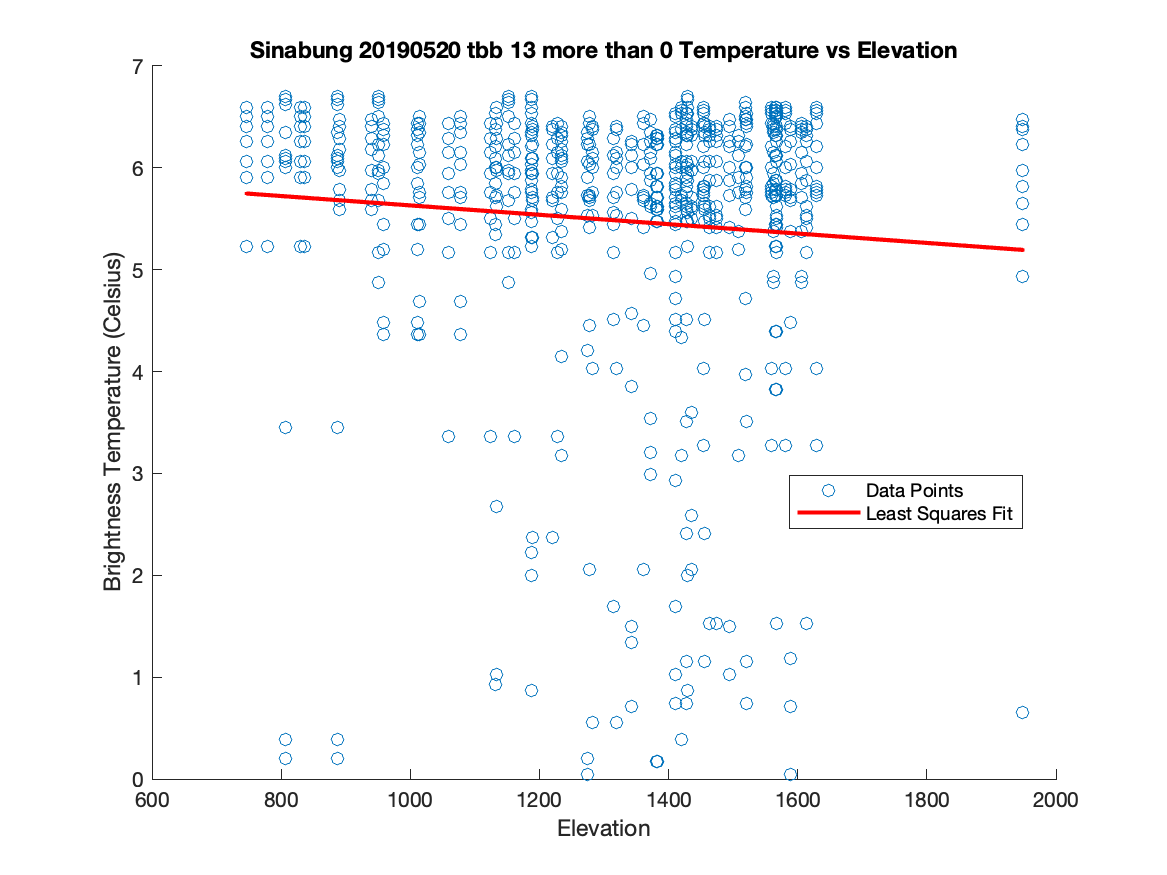 Sinabung 20190520 tbb 13 more than 0 Temperature vs Elevation
7
6
5
4
3
2
1
0
Brightness Temperature (Celsius)
Data Points
Least Squares Fit
600 800 1000 1200 1400 1600 1800 2000
Elevation